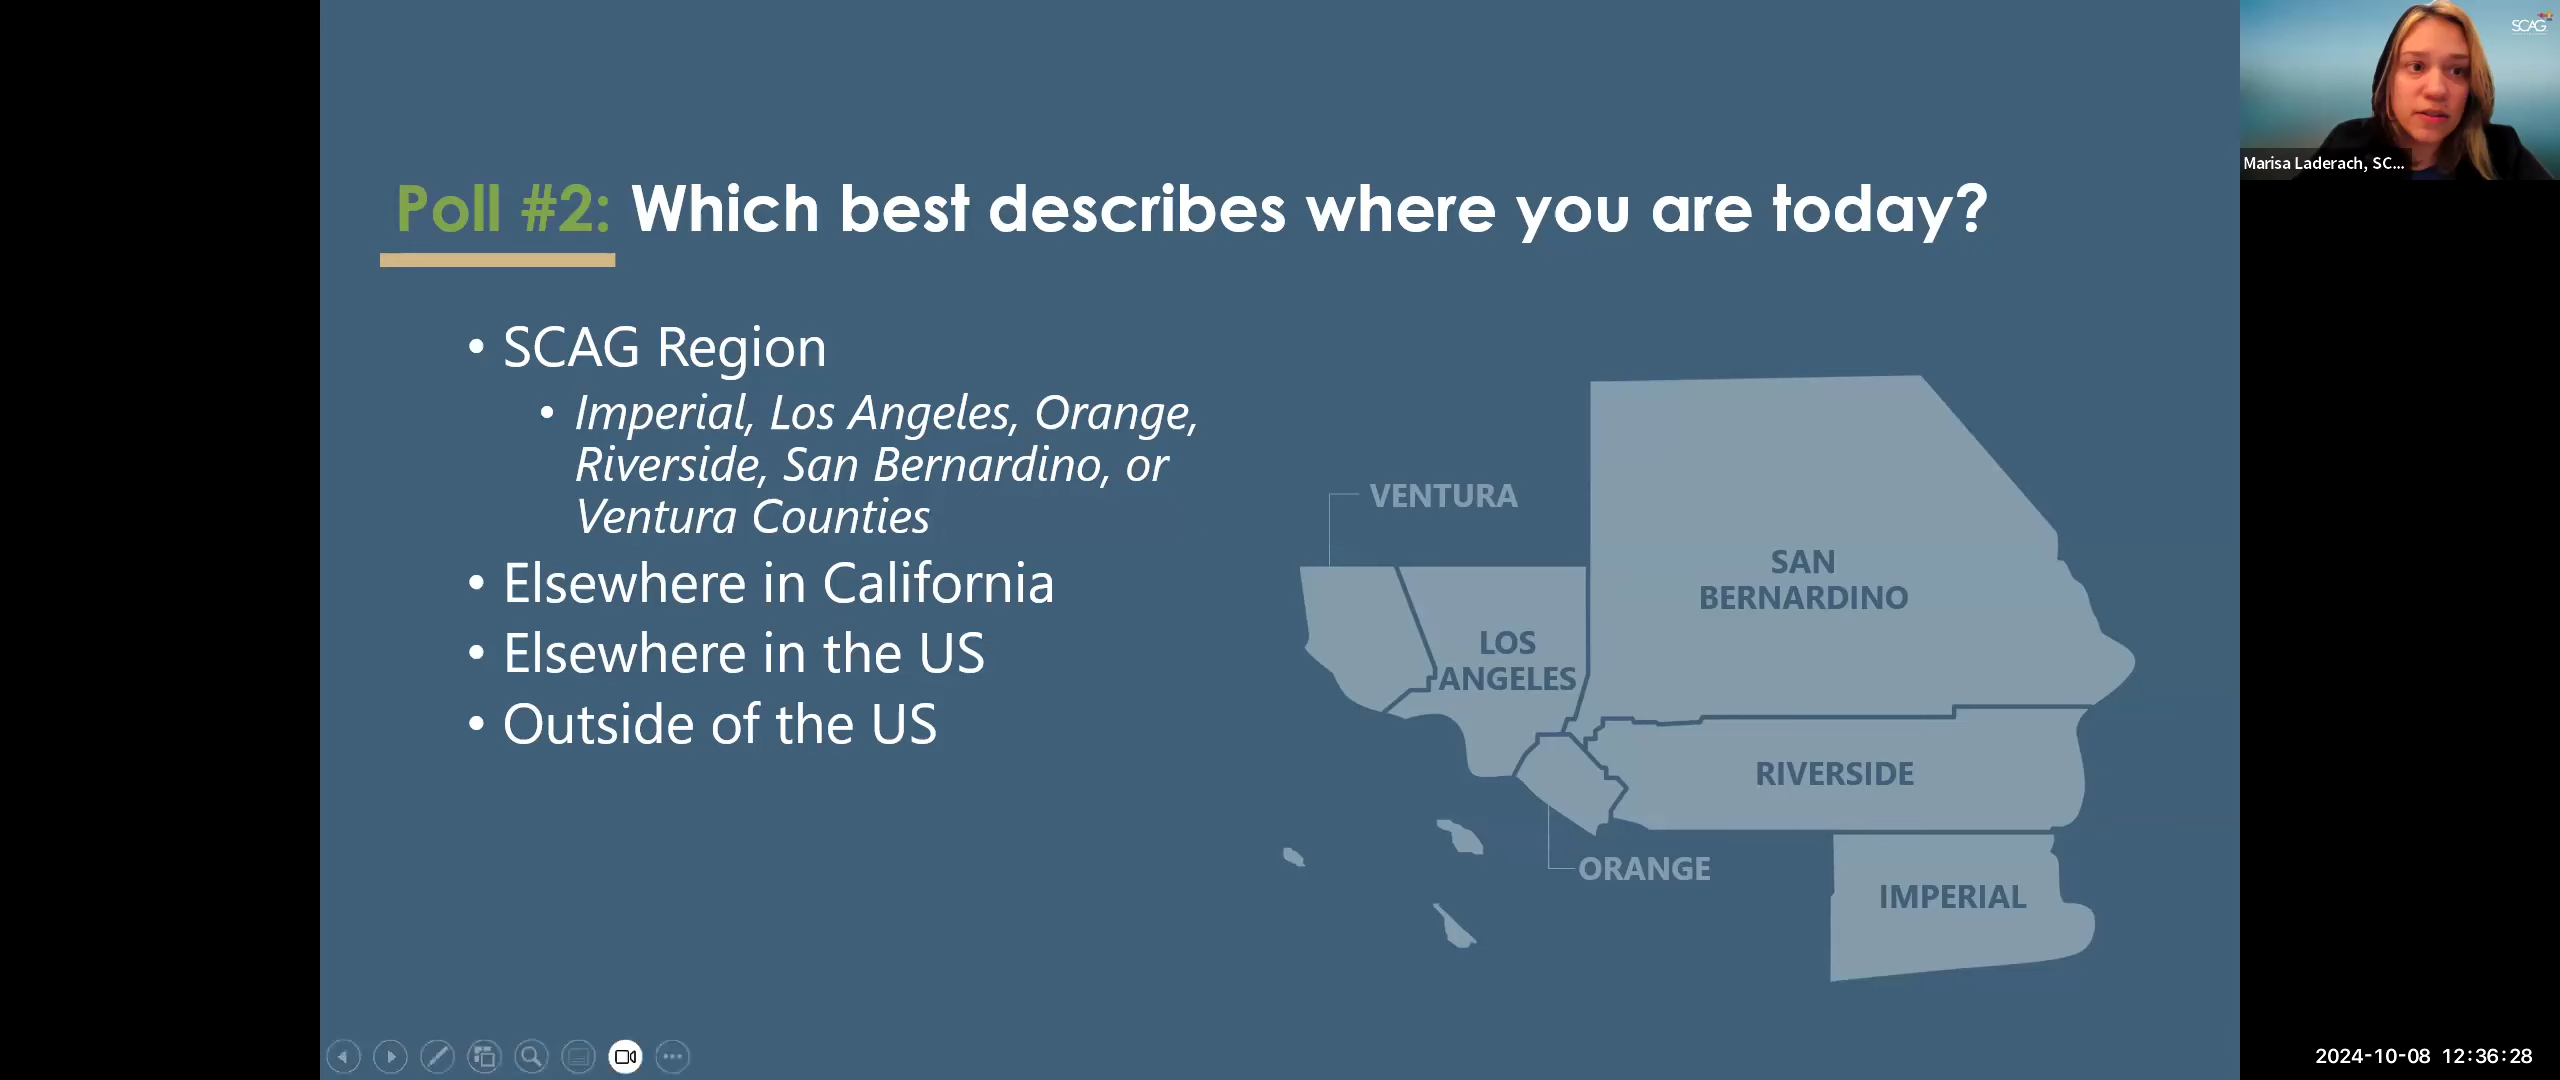 SCAG
Marisa Laderach, SC...
Poll #2: Which best describes where you are today?
• SCAG Region
• Imperial, Los Angeles, Orange,
Riverside, San Bernardino, or
Ventura Counties
• Elsewhere in California
• Elsewhere in the US
• Outside of the US
VENTURA
SAN
BERNARDINO
LOS
ANGELES
RIVERSIDE
ORANGE
IMPERIAL
2024-10-08 12:36:28